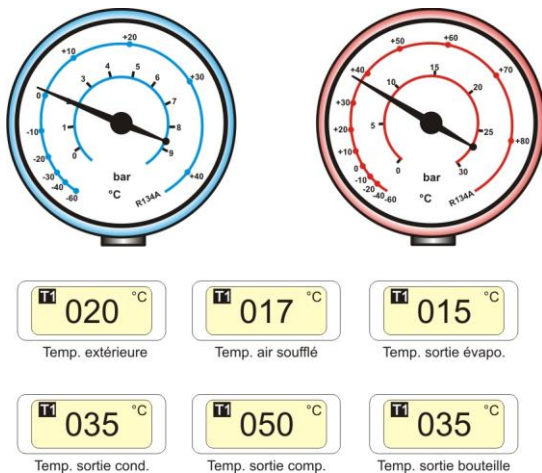 +20
+50
+60
+10
+40
+70
+30
0
+30
-10
+20
+80
-20
+10
-30
-40
-60
+40
0
-10
-20
-40
-60
3
4
5
6
7
8
9
1
0
10
15
20
25
30
5
0
bar
bar
°C
°C
R134A
R134A
T1 020 °C
T1 017 °C
T1 015 °C
Temp. extérieure
Temp. air soufflé
Temp. sortie évapo.
T1 035 °C
T1 050 °C
T1 035 °C
Temp. sortie cond.
Temp. sortie comp.
Temp. sortie bouteille